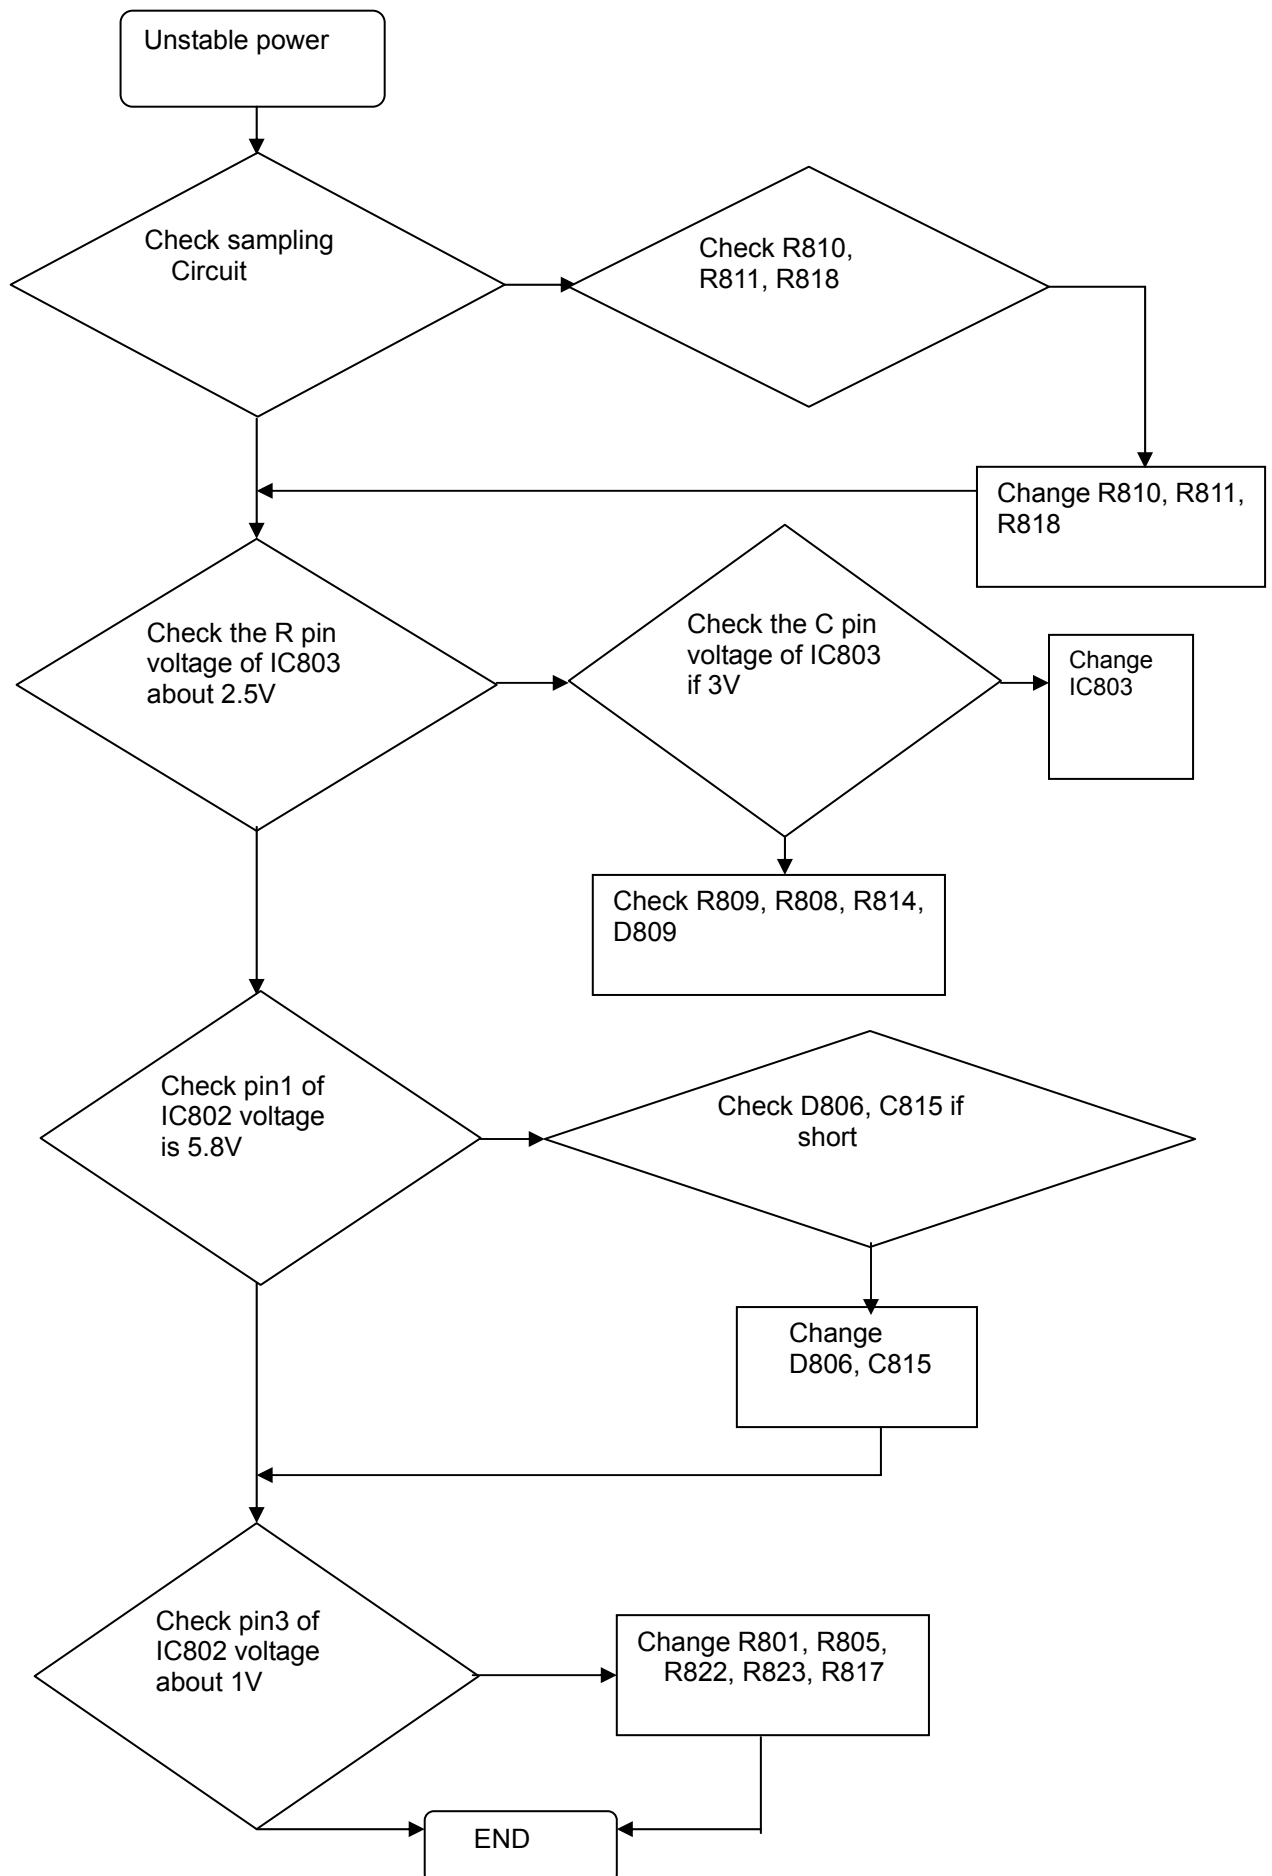 Unstable power
Check sampling
Circuit
Check R810,
R811, R818
Change R810, R811,
R818
Check the R pin
voltage of IC803
about 2.5V
Check the C pin
voltage of IC803
if 3V
Change
IC803
Check R809, R808, R814,
D809
Check pin1 of
IC802 voltage
is 5.8V
Check D806, C815 if
short
Change
D806, C815
Check pin3 of
IC802 voltage
about 1V
Change R801, R805,
R822, R823, R817
END